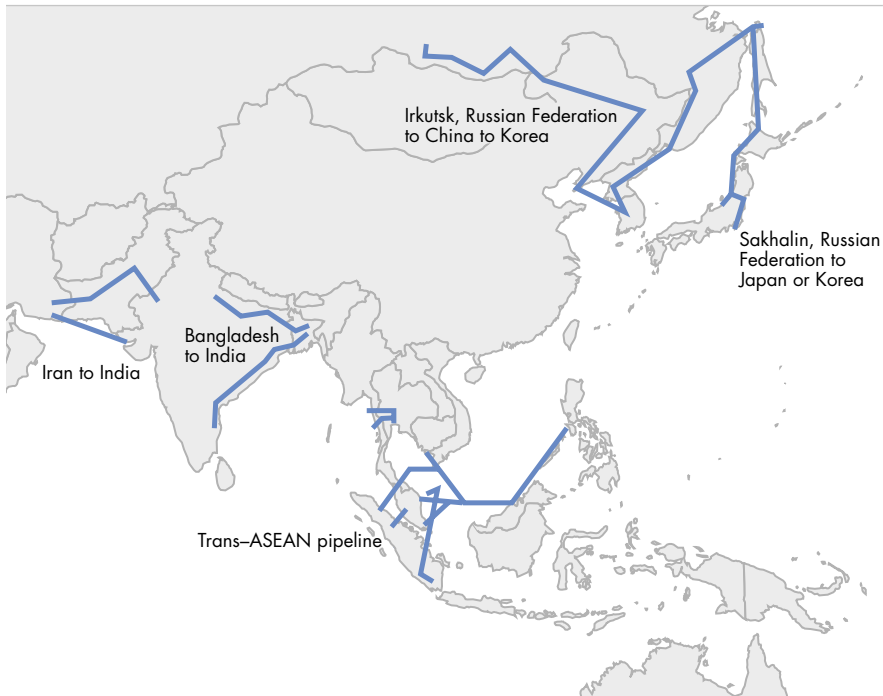 Irkutsk, Russian Federation
to China to Korea
Sakhalin, Russian
Federation to
Japan or Korea
Bangladesh
to India
Iran to India
Trans–ASEAN pipeline